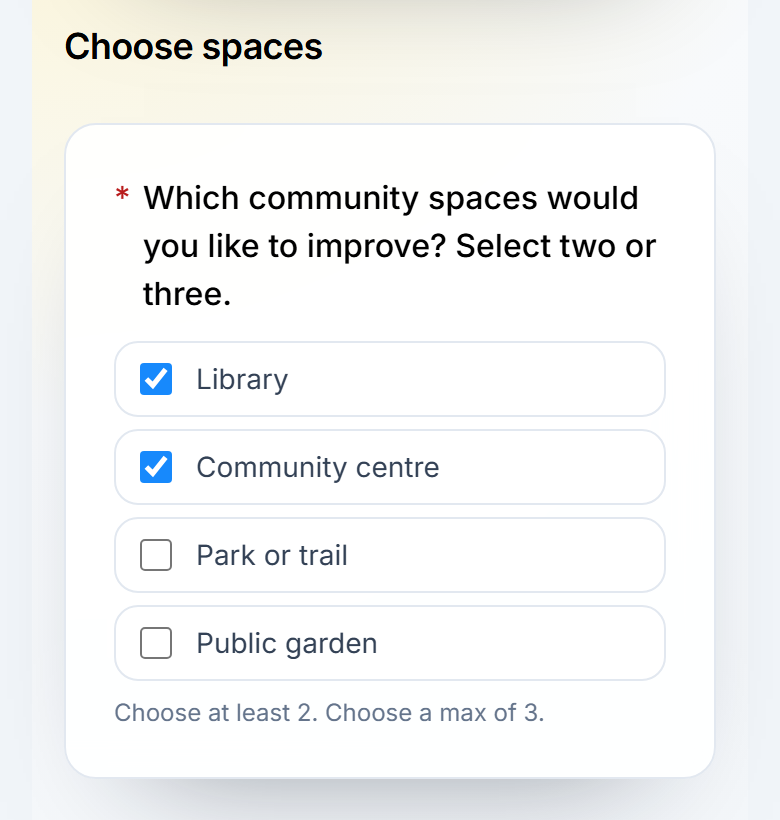 Choose spaces
* Which community spaces would
you like to improve? Select two or
three.
Library
Community centre
Park or trail
Public garden
Choose at least 2. Choose a max of 3.